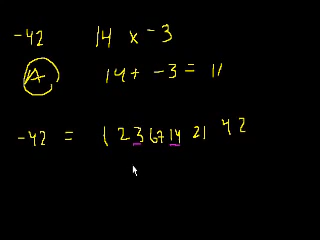 -42 14 x -3
14 + -3 = 11
-42 = 1 2 3 6 7 14 21 42